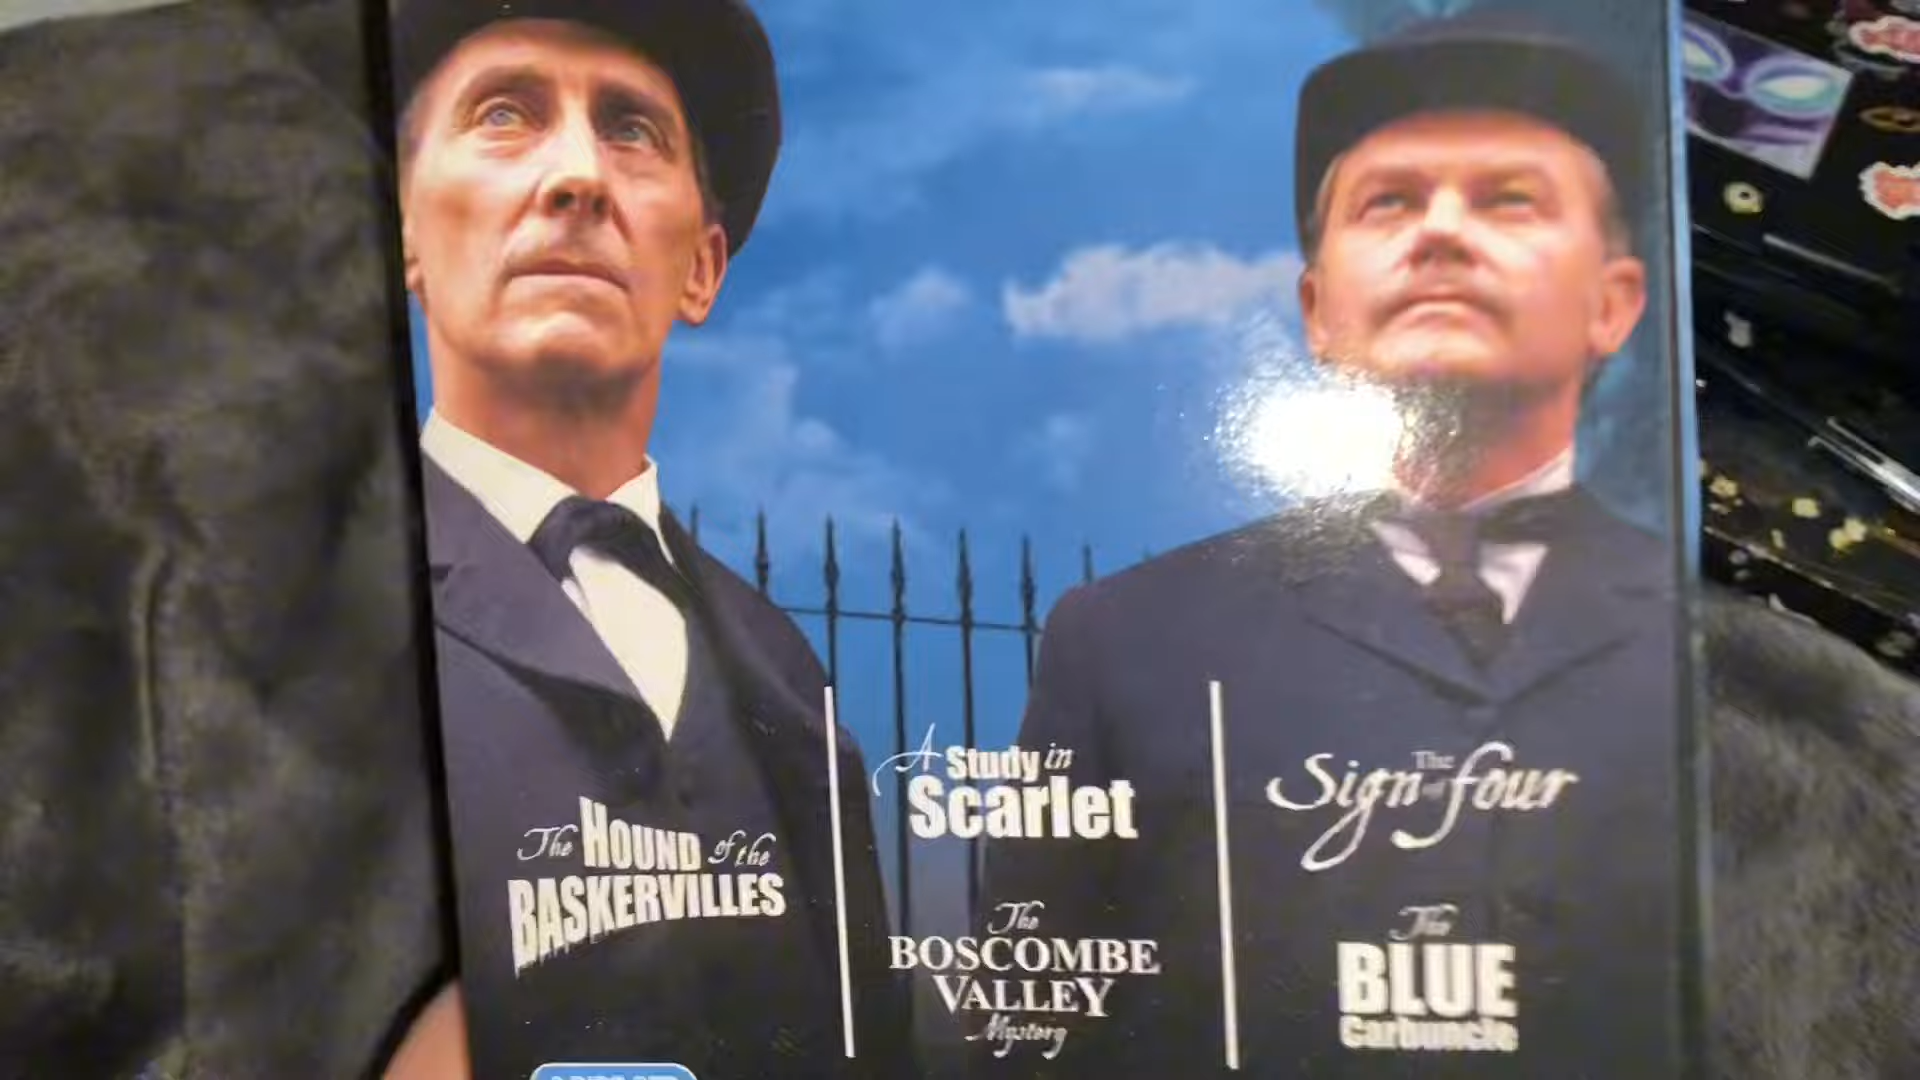 The HOUND of the
BASKERVILLES
A Study in
Scarlet
The
BOSCOMBE
VALLEY
Mystery
The
Sign of four
The
BLUE
Carbuncle